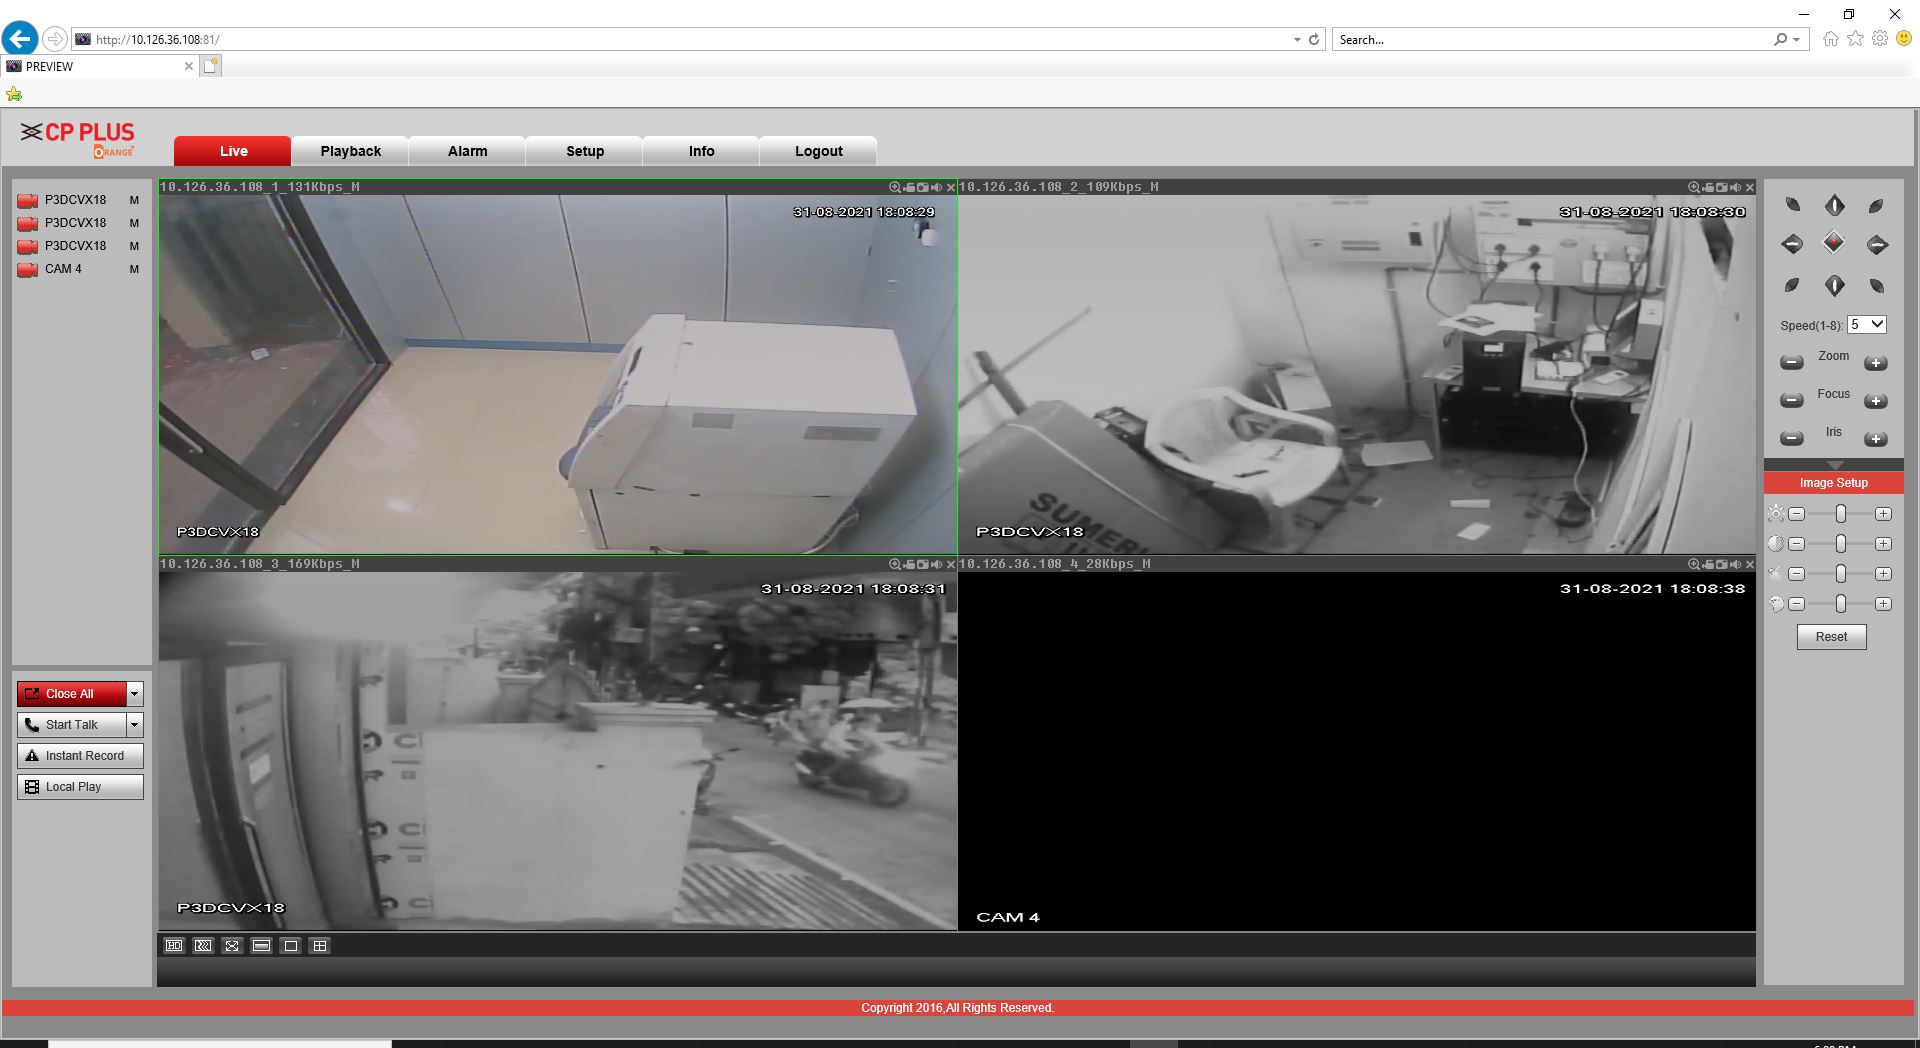 http://10.126.36.108:81/
Search...
PREVIEW
CP PLUS
ORANGE
Live
Playback
Alarm
Setup
Info
Logout
P3DCVX18 M
P3DCVX18 M
P3DCVX18 M
CAM 4 M
Close All
Start Talk
Instant Record
Local Play
10.126.36.108_1_131Kbps_M
31-08-2021 18:08:29
P3DCVX18
10.126.36.108_2_109Kbps_M
31-08-2021 18:08:30
SUMER
P3DCVX18
10.126.36.108_3_169Kbps_M
31-08-2021 18:08:31
P3DCVX18
10.126.36.108_4_28Kbps_M
31-08-2021 18:08:38
CAM 4
HD
Speed(1-8): 5
Zoom
Focus
Iris
Image Setup
Reset
Copyright 2016,All Rights Reserved.